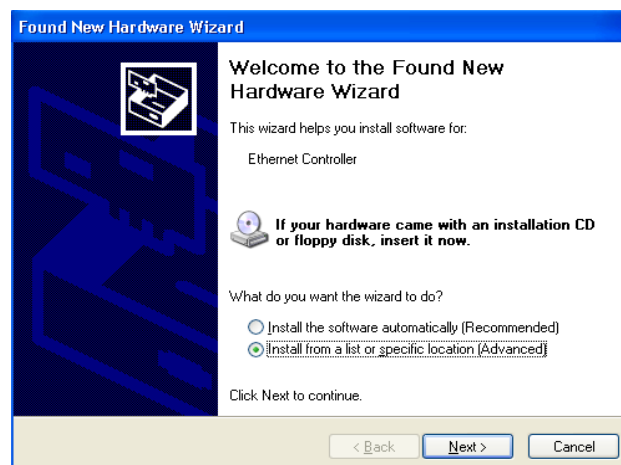 Found New Hardware Wizard
Welcome to the Found New
Hardware Wizard
This wizard helps you install software for:
Ethernet Controller
If your hardware came with an installation CD
or floppy disk, insert it now.
What do you want the wizard to do?
Install the software automatically (Recommended)
Install from a list or specific location (Advanced)
Click Next to continue.
< Back Next > Cancel